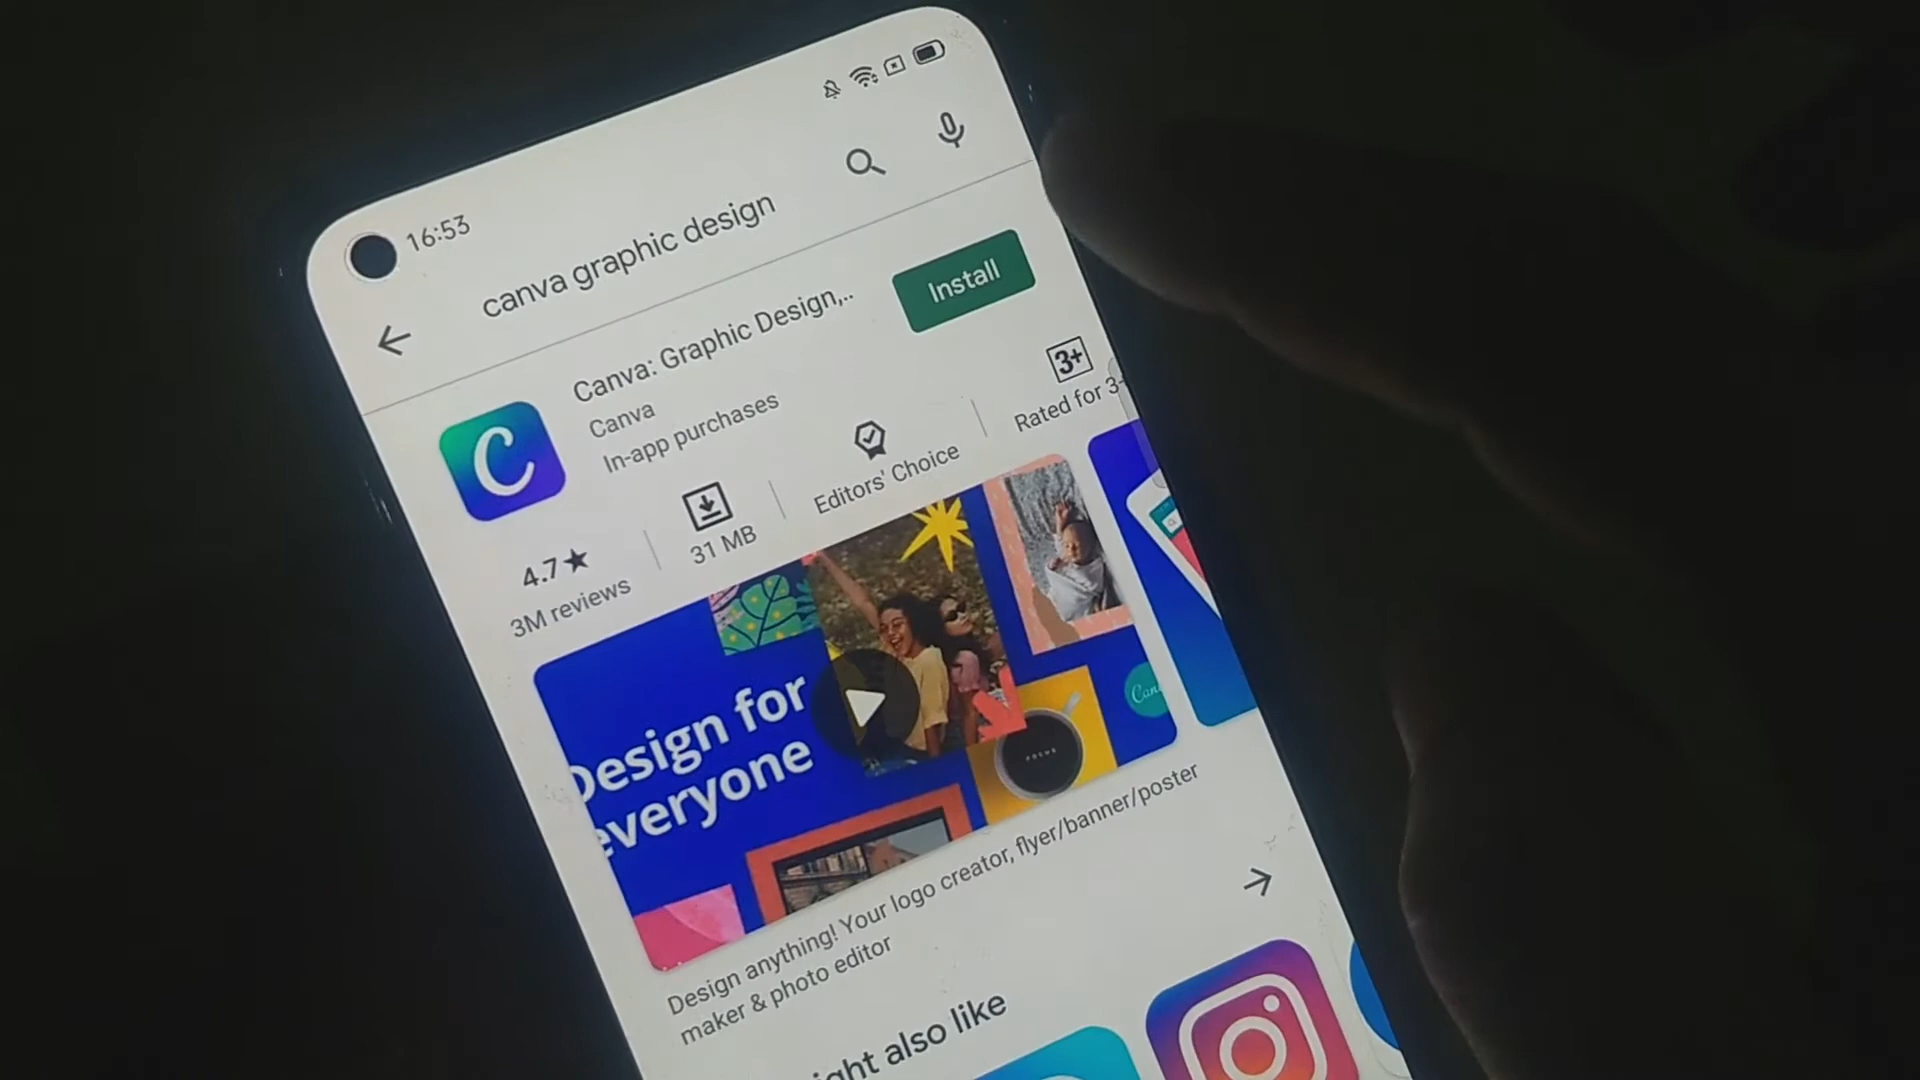 16:53
canva graphic design
Canva: Graphic Design,..
Install
Canva
In-app purchases
C
4.7★
3M reviews
31 MB
Editors' Choice
3+
Rated for 3+
Design for
everyone
FOCUS
Design anything! Your logo creator, flyer/banner/poster
maker & photo editor
also like